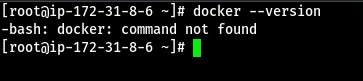 [root@ip-172-31-8-6 ~]# docker --version
-bash: docker: command not found
[root@ip-172-31-8-6 ~]#